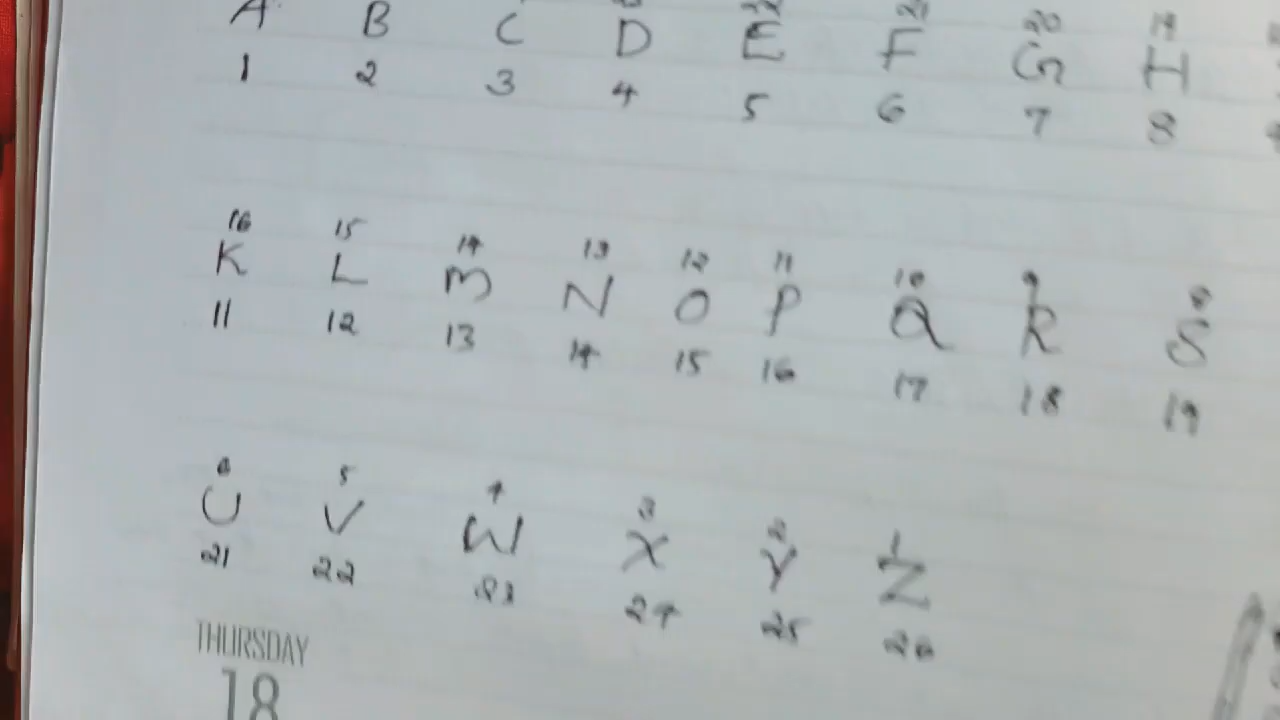 22 20
A B C D E F G I
1 2 3 4 5 6 7 8
16 15 14 13 12 11 10 9 8
K L M N O P Q R S
11 12 13 14 15 16 17 18 19
6 5 4 3 2 1
U V W X Y Z
21 22 23 24 25 26
THURSDAY
18